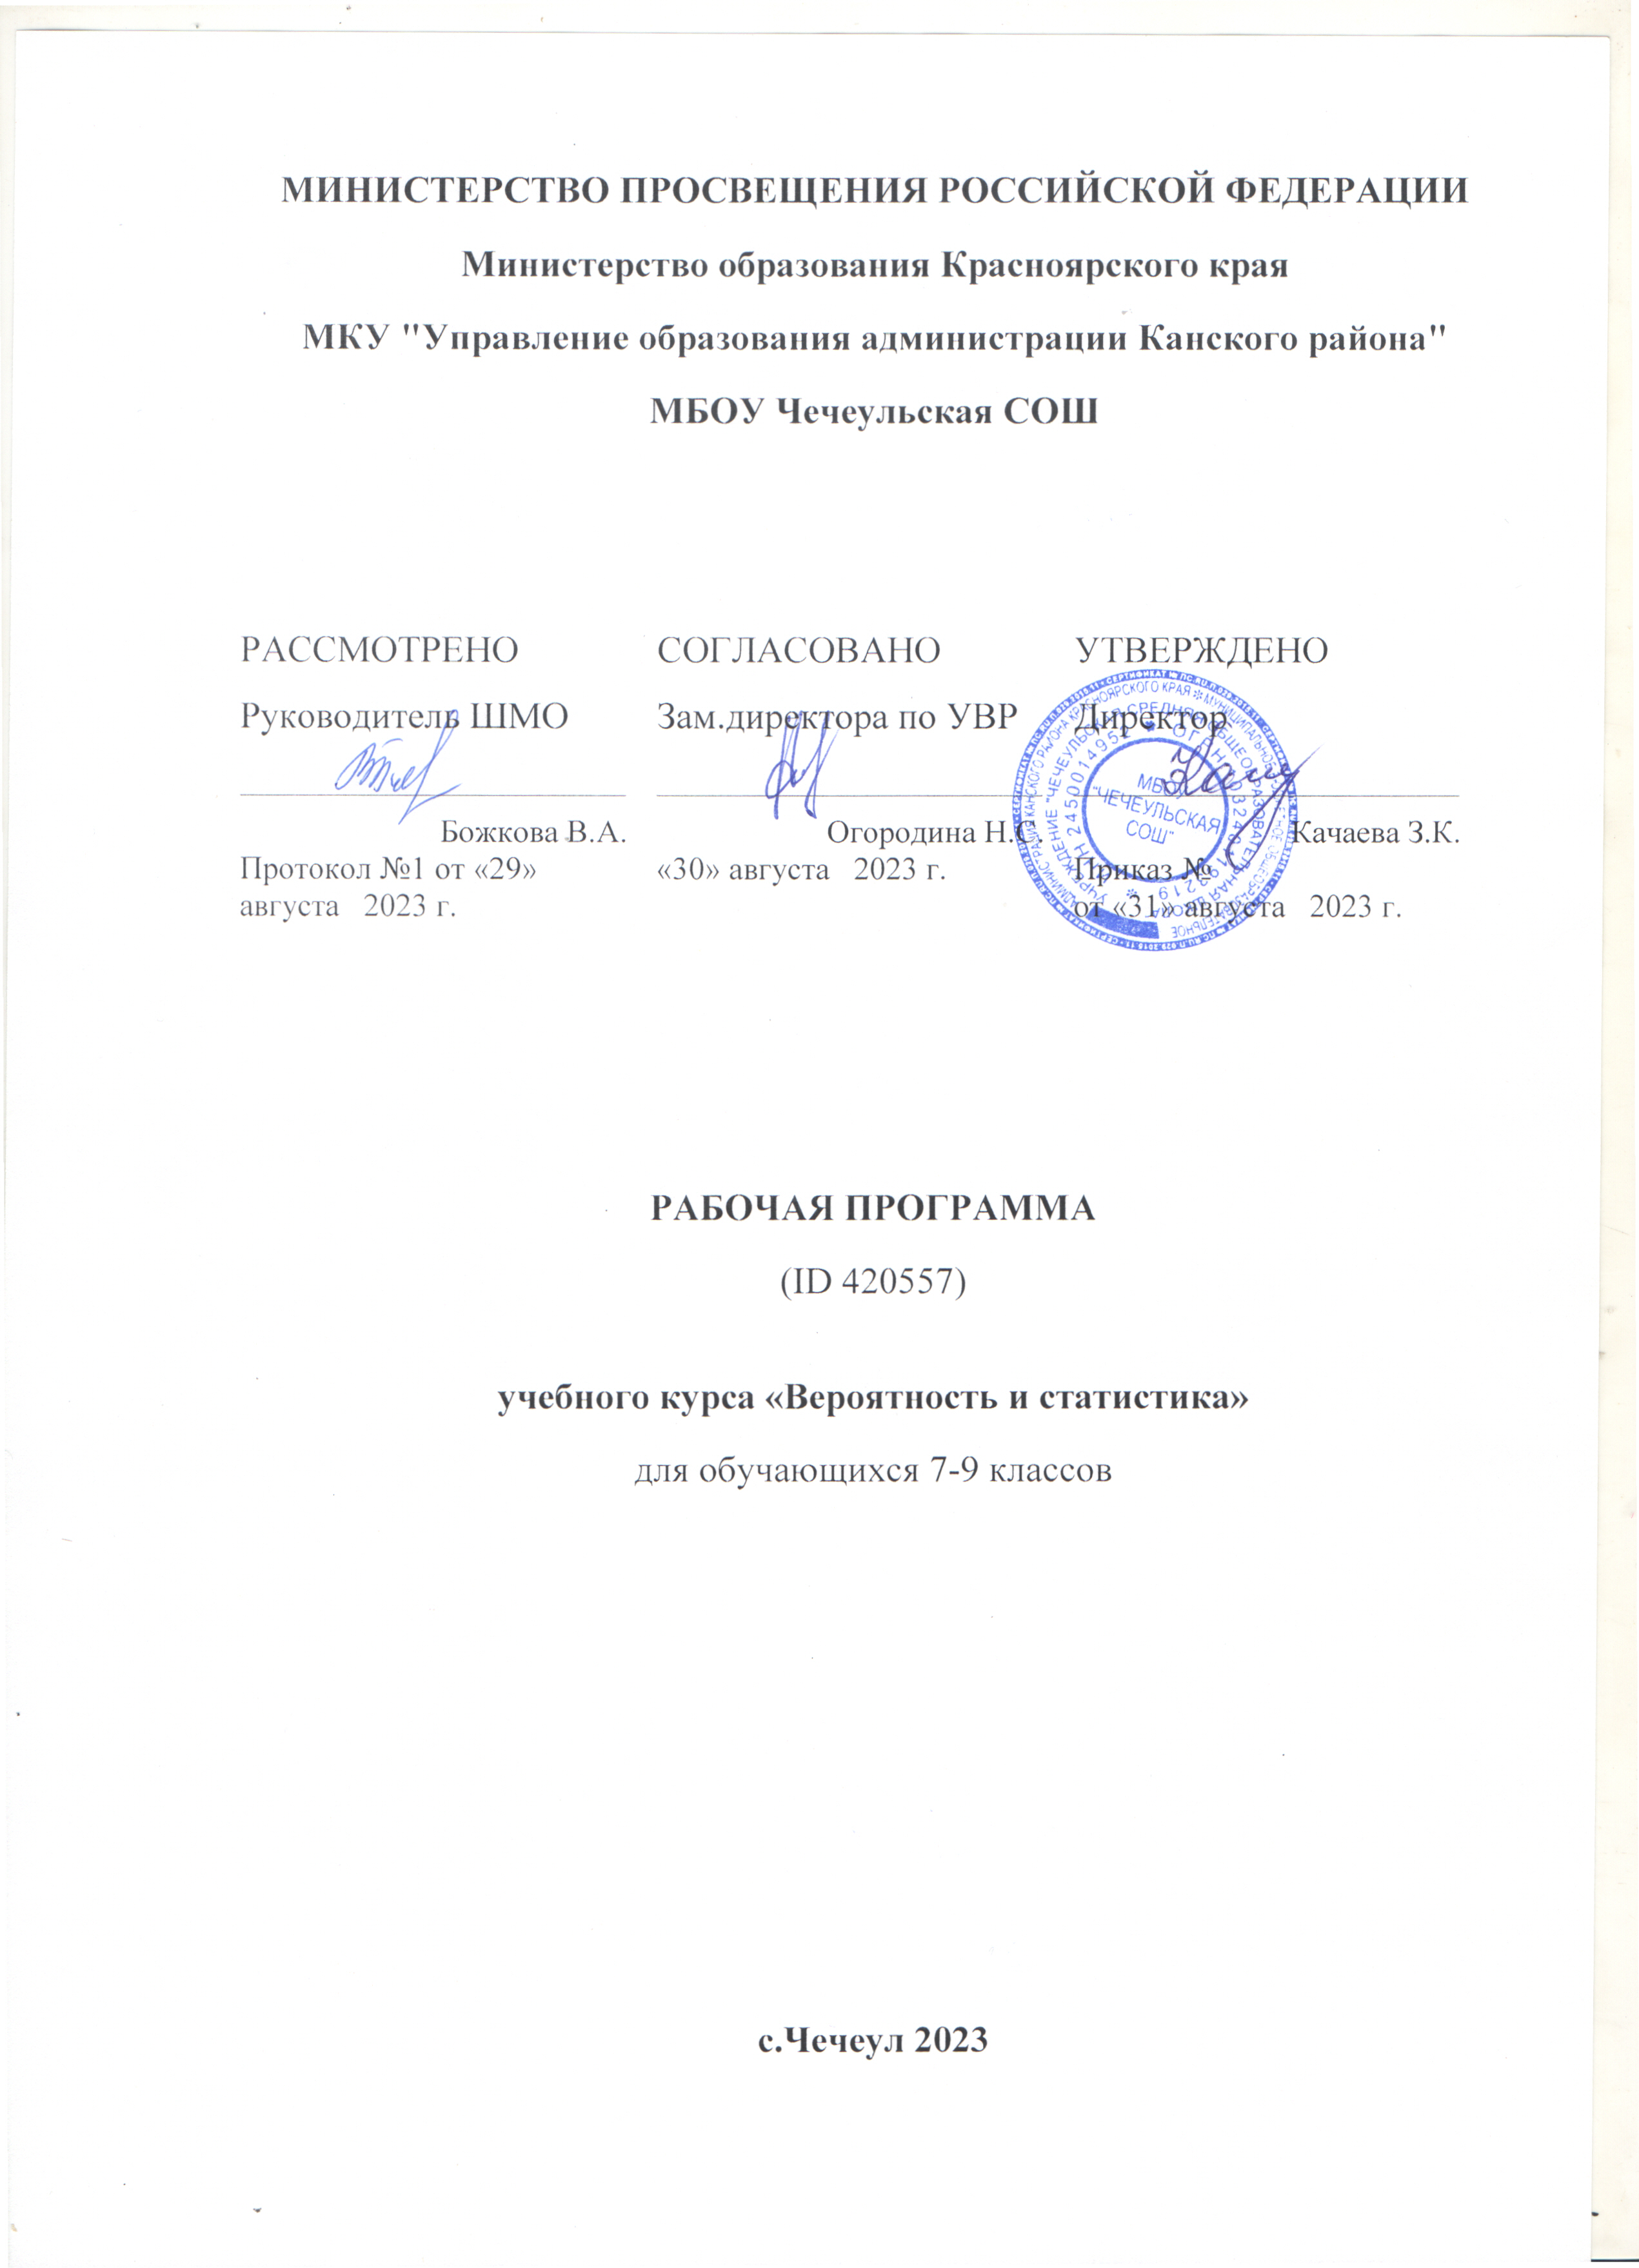 МИНИСТЕРСТВО ПРОСВЕЩЕНИЯ РОССИЙСКОЙ ФЕДЕРАЦИИ
Министерство образования Красноярского края
МКУ "Управление образования администрации Канского района"
МБОУ Чечеульская СОШ
РАССМОТРЕНО
Руководитель ШМО
Божкова В.А.
Протокол №1 от «29»
августа 2023 г.
СОГЛАСОВАНО
Зам.директора по УВР
Огородина Н.С.
«30» августа 2023 г.
УТВЕРЖДЕНО
Директор
Качаева З.К.
Приказ №
от «31» августа 2023 г.
МБОУ
"ЧЕЧЕУЛЬСКАЯ
СОШ"
РАБОЧАЯ ПРОГРАММА
(ID 420557)
учебного курса «Вероятность и статистика»
для обучающихся 7-9 классов
с.Чечеул 2023